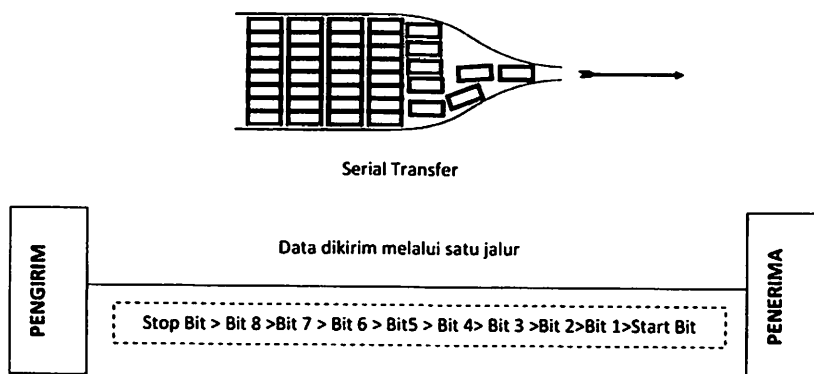 Serial Transfer
PENGIRIM
Data dikirim melalui satu jalur
PENERIMA
Stop Bit > Bit 8 >Bit 7 > Bit 6 > Bit5 > Bit 4> Bit 3 >Bit 2>Bit 1>Start Bit